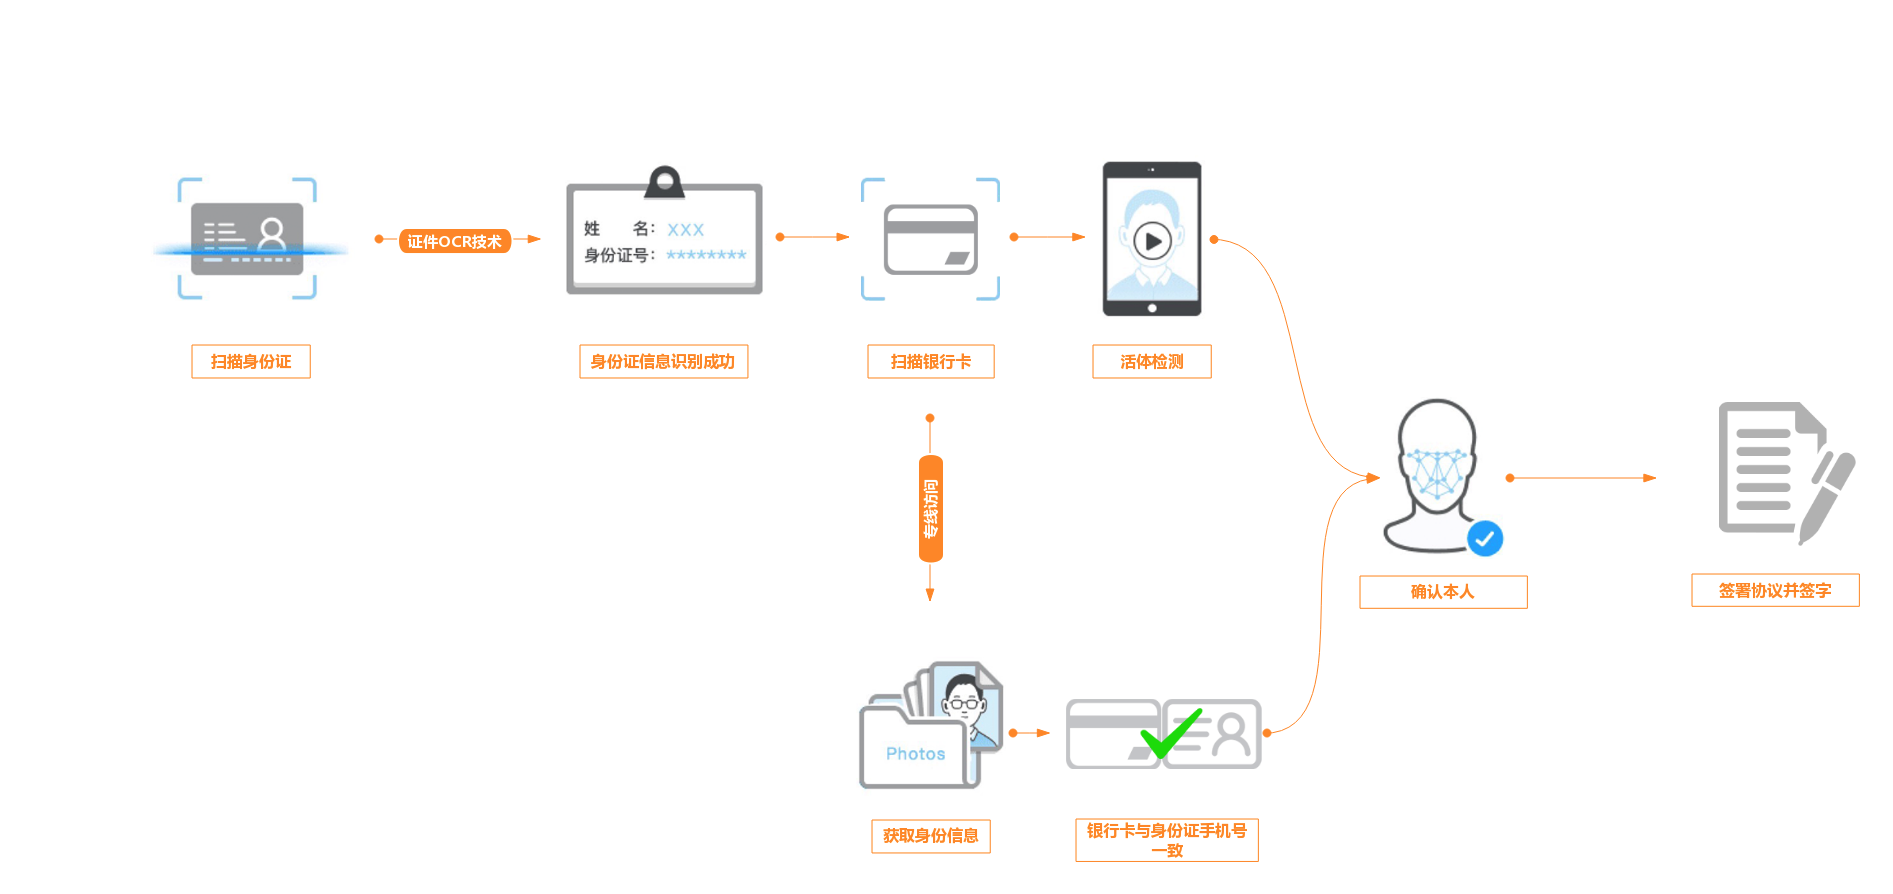 证件OCR技术
姓 名：XXX
身份证号：********
扫描身份证
身份证信息识别成功
扫描银行卡
活体检测
专线访问
确认本人
签署协议并签字
Photos
获取身份信息
银行卡与身份证手机号
一致